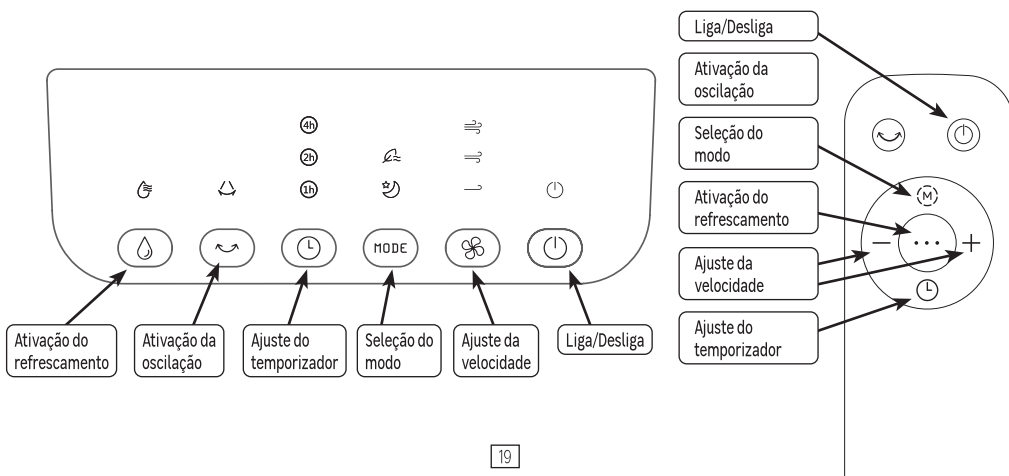 4h
2h
1h
MODE
Ativação do
refrescamento
Ativação da
oscilação
Ajuste do
temporizador
Seleção do
modo
Ajuste da
velocidade
Liga/Desliga
Liga/Desliga
Ativação da
oscilação
Seleção do
modo
Ativação do
refrescamento
Ajuste da
velocidade
Ajuste do
temporizador
M
− +
19